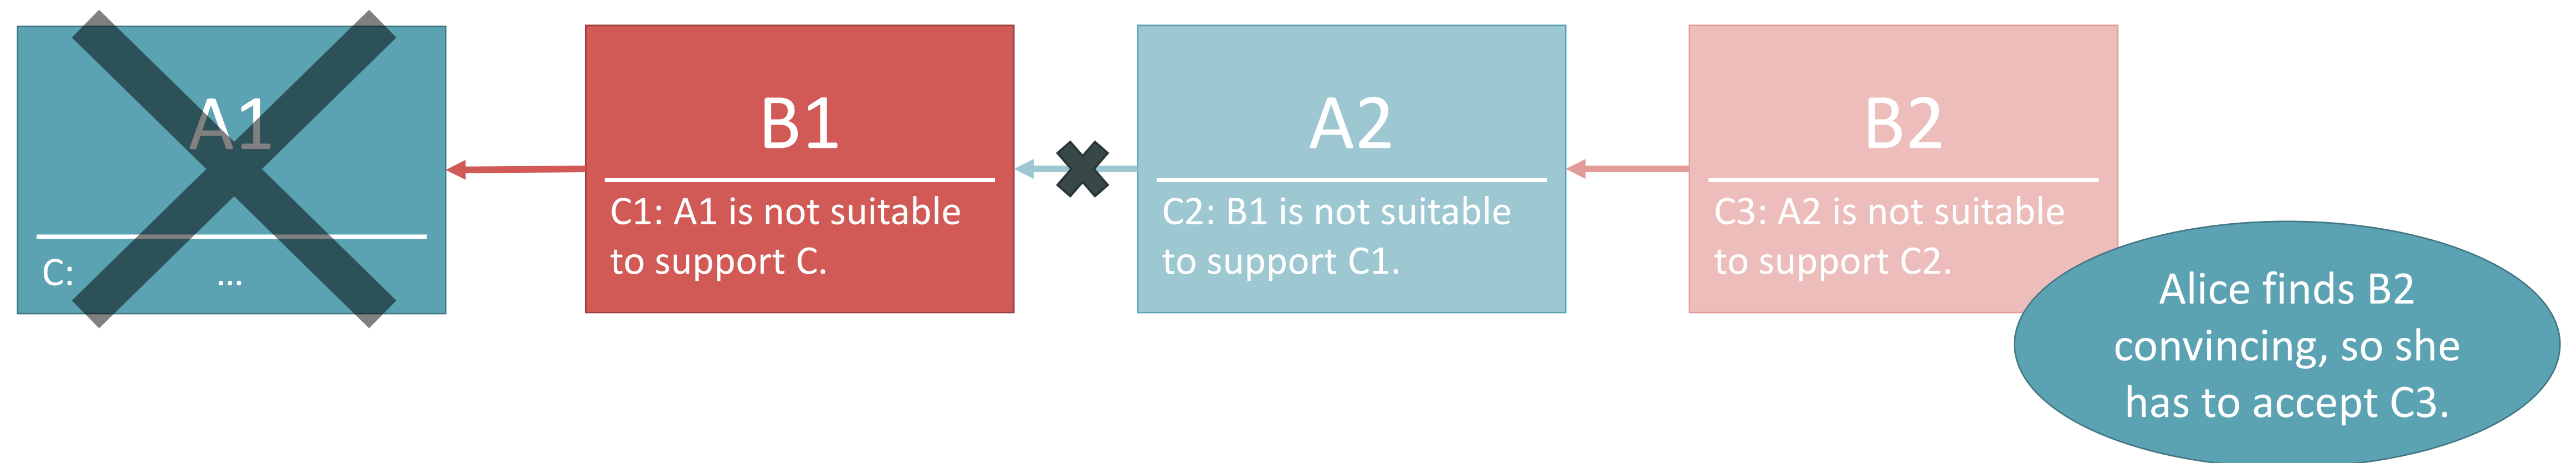 A1
C: ...
B1
C1: A1 is not suitable
to support C.
A2
C2: B1 is not suitable
to support C1.
B2
C3: A2 is not suitable
to support C2.
Alice finds B2
convincing, so she
has to accept C3.